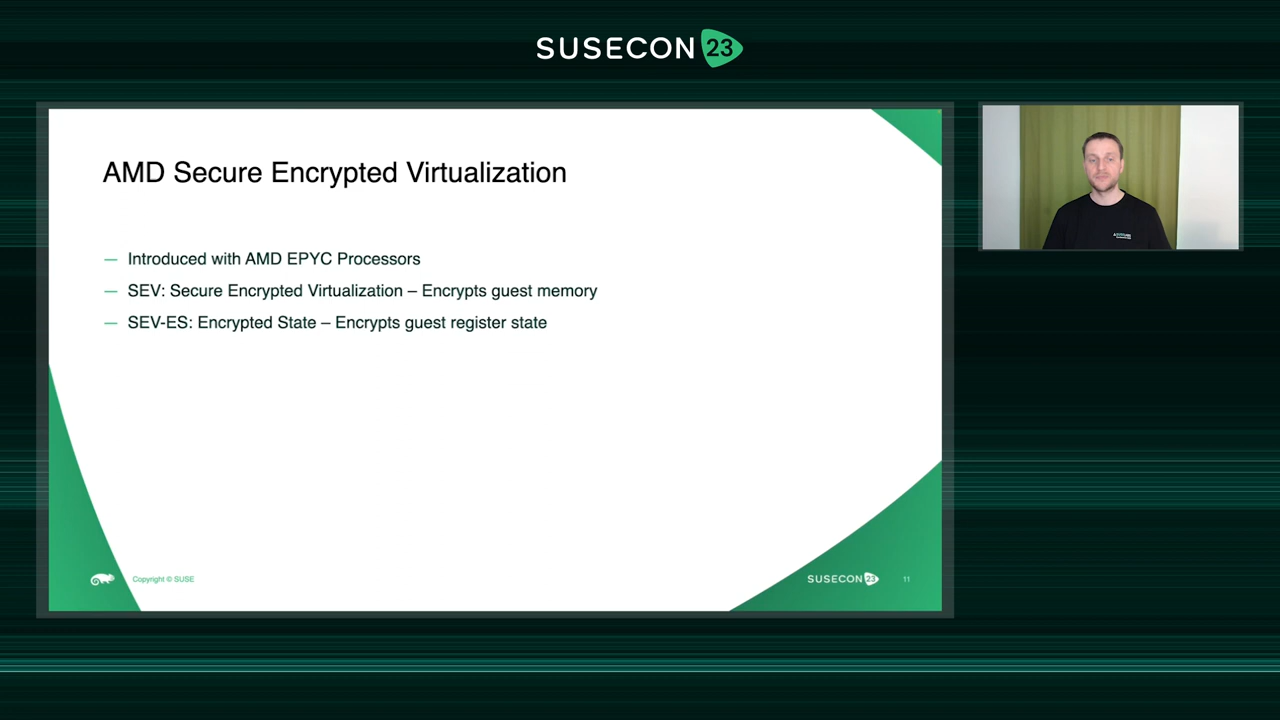 SUSECON 23
AMD Secure Encrypted Virtualization
— Introduced with AMD EPYC Processors
— SEV: Secure Encrypted Virtualization – Encrypts guest memory
— SEV-ES: Encrypted State – Encrypts guest register state
Copyright © SUSE
SUSECON 23
11